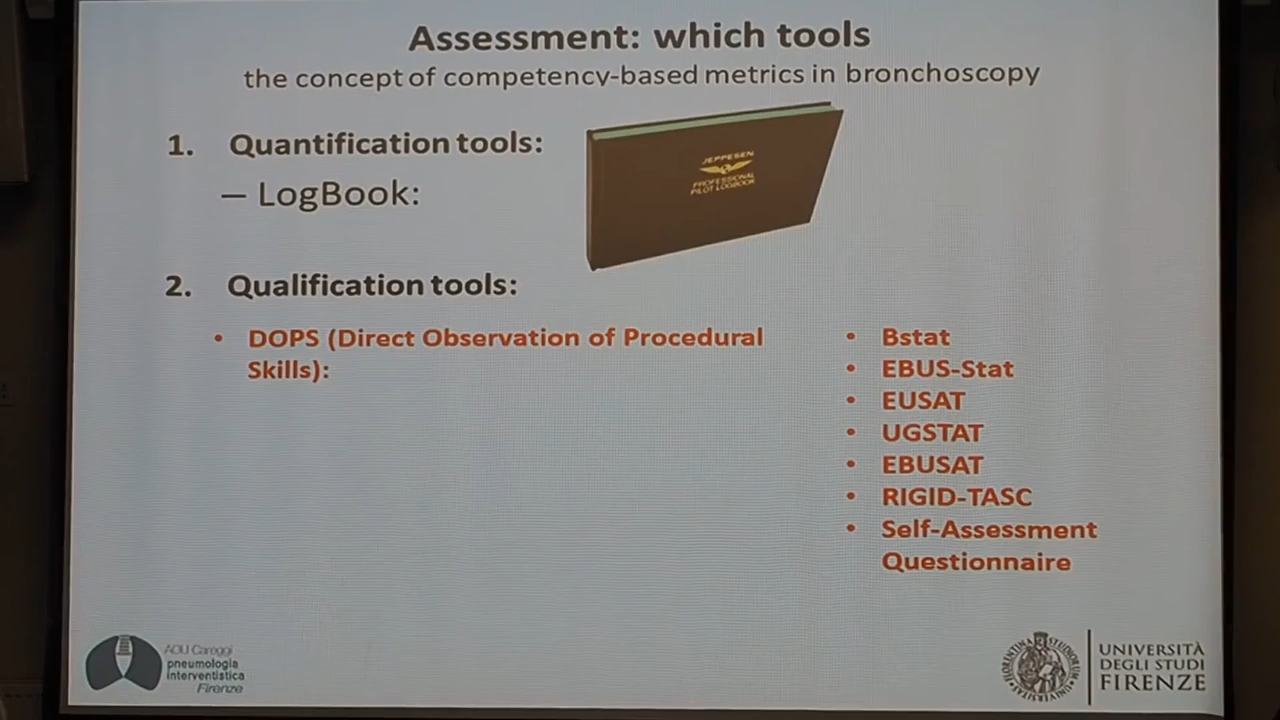 Assessment: which tools
the concept of competency-based metrics in bronchoscopy
1. Quantification tools:
– LogBook:
JEPPESEN
PROFESSIONAL
PILOT LOGBOOK
2. Qualification tools:
• DOPS (Direct Observation of Procedural
Skills):
• Bstat
• EBUS-Stat
• EUSAT
• UGSTAT
• EBUSAT
• RIGID-TASC
• Self-Assessment
Questionnaire
AOU Careggi
pneumologia
interventistica
Firenze
UNIVERSITÀ
DEGLI STUDI
FIRENZE